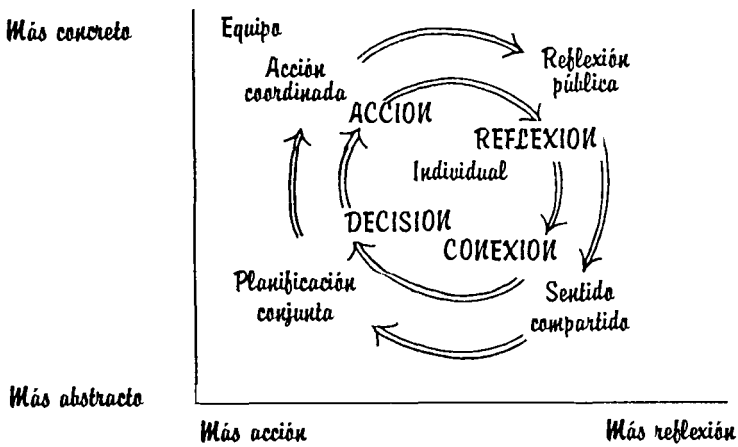 Más concreto
Equipo
Acción
coordinada
Reflexión
pública
ACCION
REFLEXION
Individual
DECISION
CONEXION
Planificación
conjunta
Sentido
compartido
Más abstracto
Más acción
Más reflexión